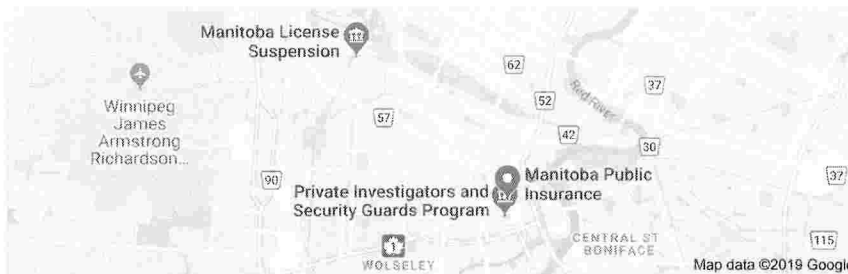 Manitoba License
Suspension
62
37
Red River
52
Winnipeg
James
Armstrong
Richardson...
57
42
30
90
Manitoba Public
Insurance
37
Private Investigators and
Security Guards Program
1
WOLSELEY
CENTRAL ST
BONIFACE
115
Map data ©2019 Google